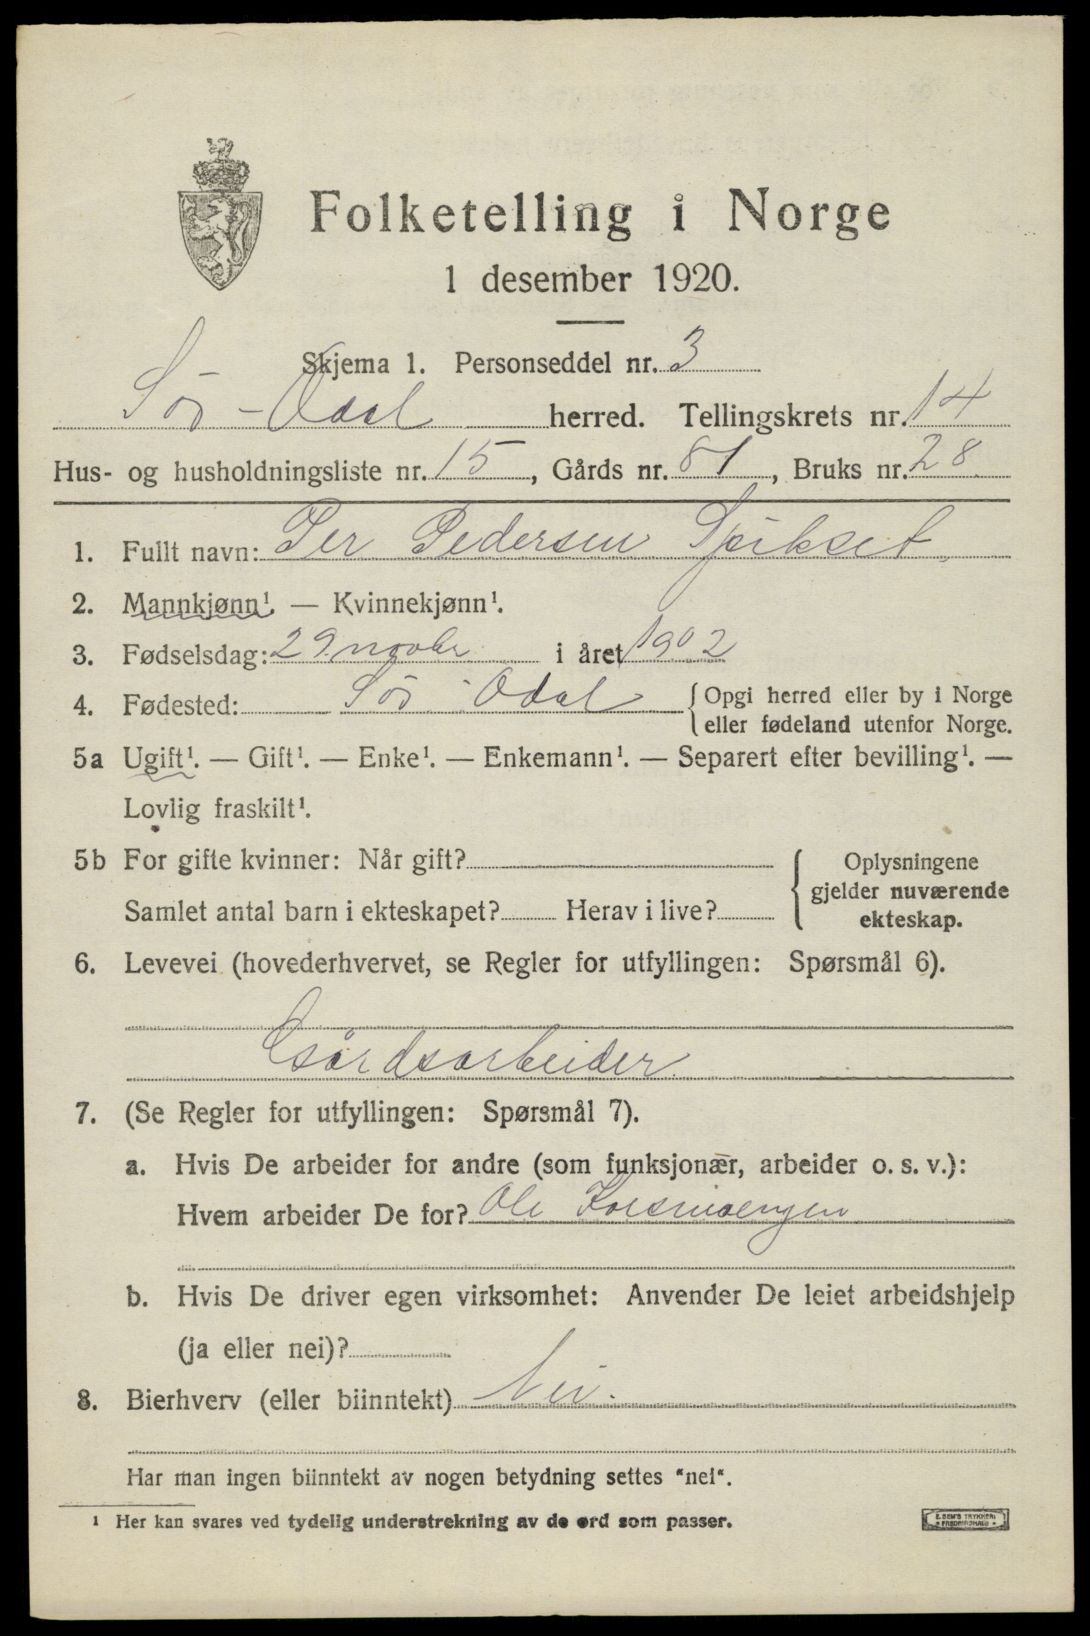 Folketelling i Norge
1 desember 1920.
Skjema 1. Personseddel nr. 3
Sør-Odal herred. Tellingskrets nr. 14
Hus- og husholdningsliste nr. 15, Gårds nr. 81, Bruks nr. 28
1. Fullt navn: Per Pedersen Spikset
2. Mannkjønn¹. — Kvinnekjønn¹.
3. Fødselsdag: 29. novbr i året 1902
4. Fødested: Sør-Odal { Opgi herred eller by i Norge
eller fødeland utenfor Norge.
5a Ugift¹. — Gift¹. — Enke¹. — Enkemann¹. — Separert efter bevilling¹. —
Lovlig fraskilt¹.
5b For gifte kvinner: Når gift?
Samlet antal barn i ekteskapet? Herav i live?
{ Oplysningene
gjelder nuværende
ekteskap.
6. Levevei (hovederhvervet, se Regler for utfyllingen: Spørsmål 6).
Gårdsarbeider
7. (Se Regler for utfyllingen: Spørsmål 7).
a. Hvis De arbeider for andre (som funksjonær, arbeider o. s. v.):
Hvem arbeider De for? Ole
b. Hvis De driver egen virksomhet: Anvender De leiet arbeidshjelp
(ja eller nei)?
8. Bierhverv (eller biinntekt) Nei.
Har man ingen biinntekt av nogen betydning settes "nei".
¹ Her kan svares ved tydelig understrekning av de ord som passer.